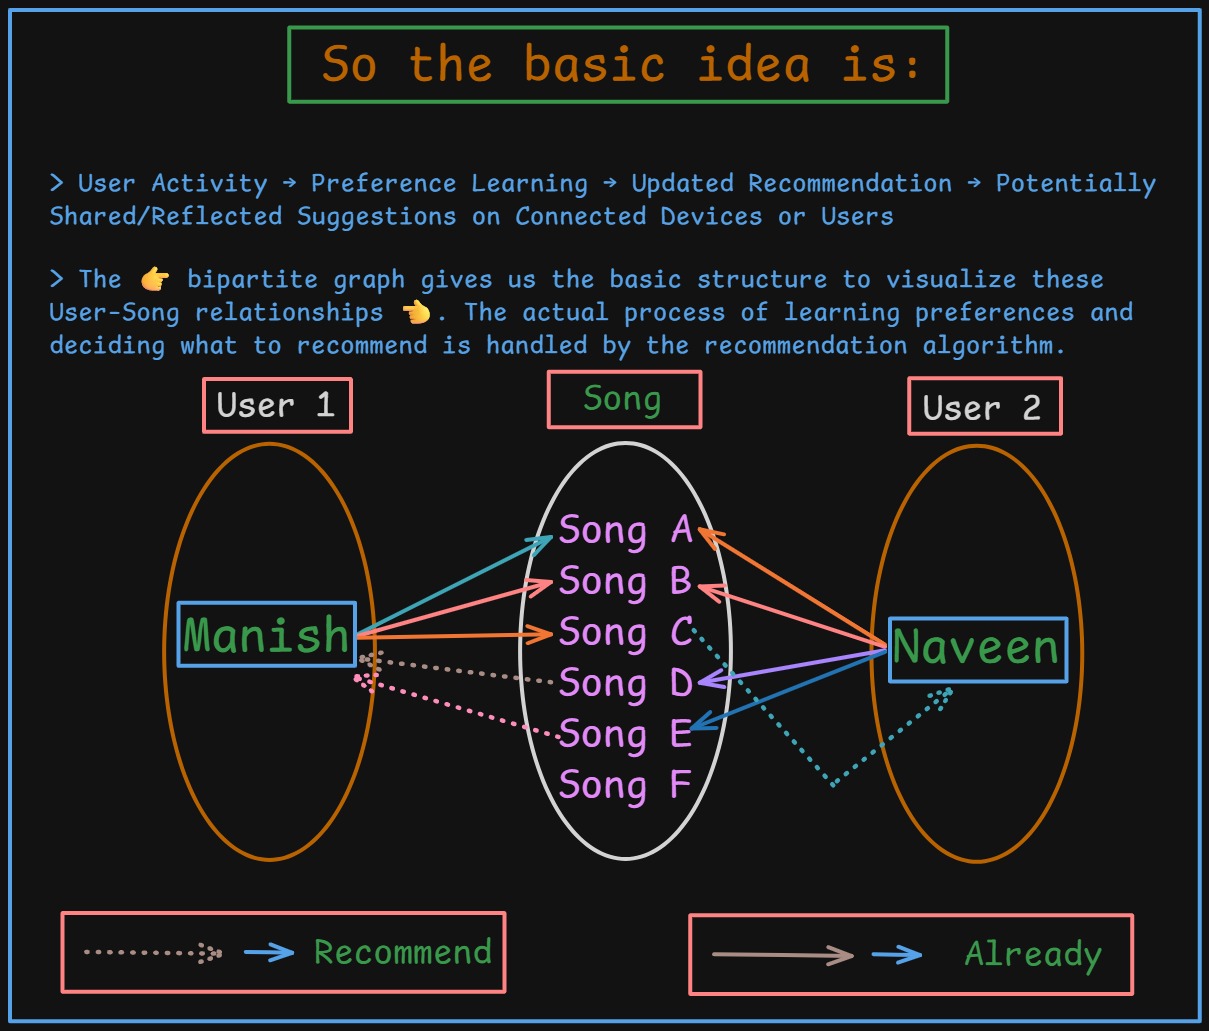 So the basic idea is:
> User Activity → Preference Learning → Updated Recommendation → Potentially
Shared/Reflected Suggestions on Connected Devices or Users
> The 👉 bipartite graph gives us the basic structure to visualize these
User-Song relationships 👈. The actual process of learning preferences and
deciding what to recommend is handled by the recommendation algorithm.
User 1
Song
User 2
Song A
Song B
Song C
Song D
Song E
Song F
Manish
Naveen
Recommend
Already